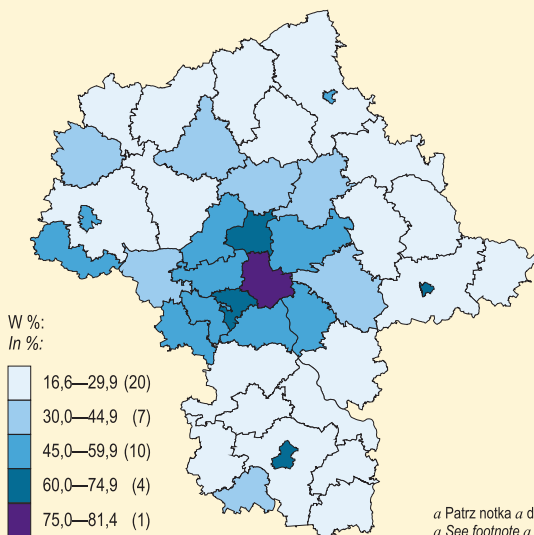 W %:
In %:
16,6—29,9 (20)
30,0—44,9 (7)
45,0—59,9 (10)
60,0—74,9 (4)
75,0—81,4 (1)
a Patrz notka a d
a See footnote a